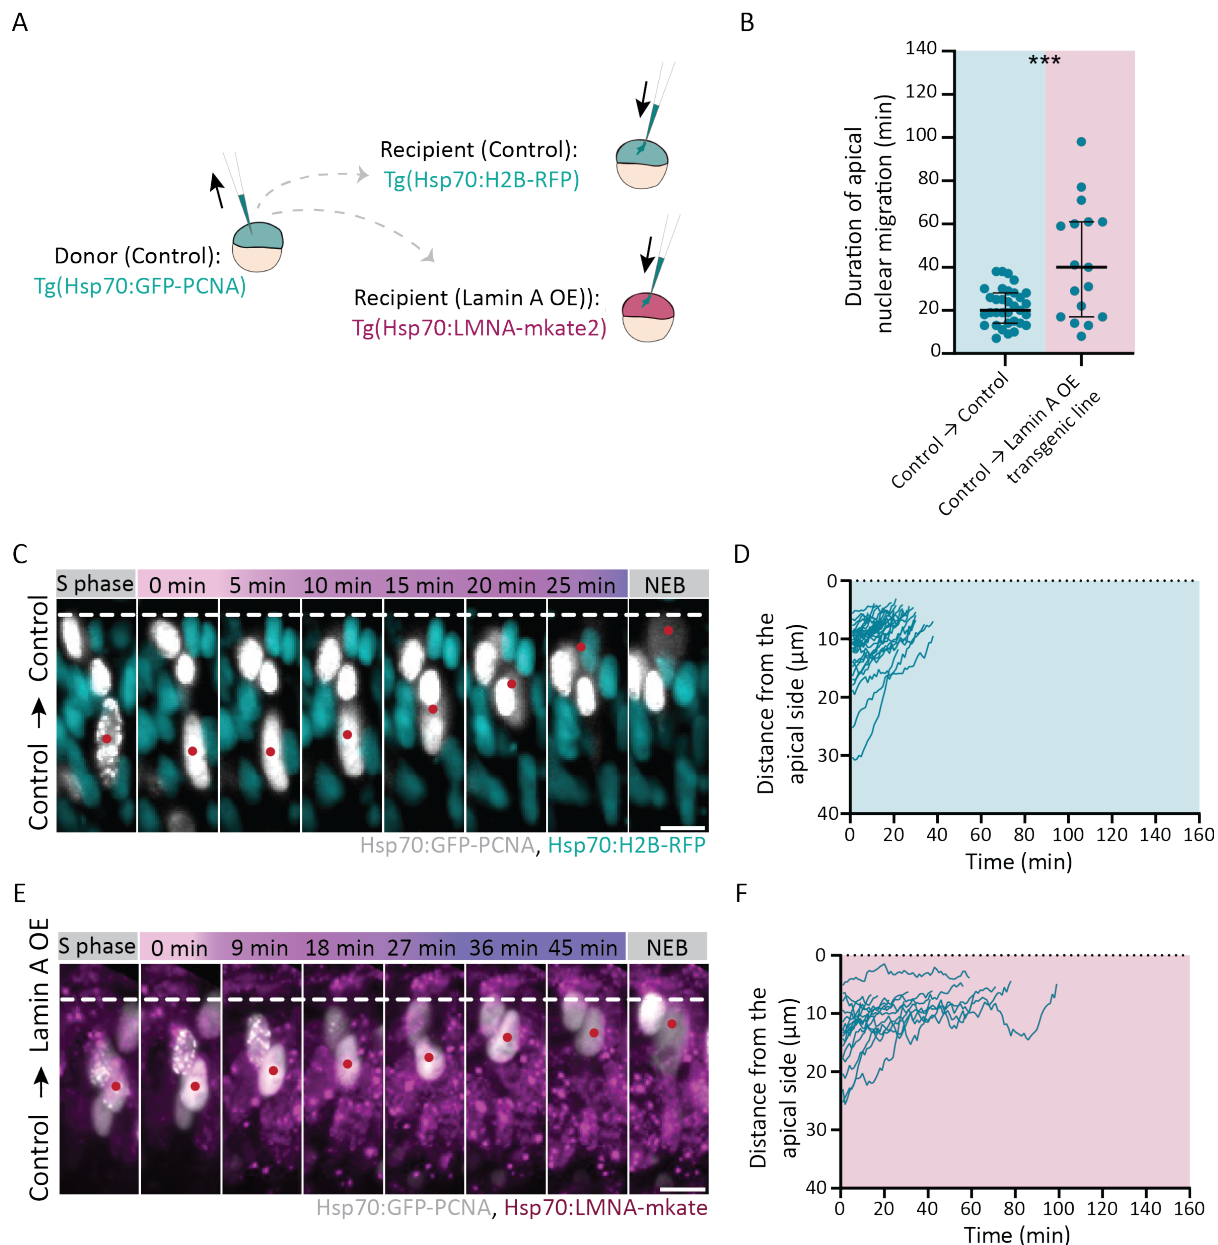 A
Recipient (Control):
Tg(Hsp70:H2B-RFP)
Donor (Control):
Tg(Hsp70:GFP-PCNA)
Recipient (Lamin A OE)):
Tg(Hsp70:LMNA-mkate2)
B
Duration of apical
nuclear migration (min)
140
120
100
80
60
40
20
0
***
Control → Control
Control → Lamin A OE
transgenic line
C
Control → Control
S phase 0 min 5 min 10 min 15 min 20 min 25 min NEB
Hsp70:GFP-PCNA, Hsp70:H2B-RFP
D
Distance from the
apical side (µm)
0
10
20
30
40
0 20 40 60 80 100 120 140 160
Time (min)
E
Control → Lamin A OE
S phase 0 min 9 min 18 min 27 min 36 min 45 min NEB
Hsp70:GFP-PCNA, Hsp70:LMNA-mkate
F
Distance from the
apical side (µm)
0
10
20
30
40
0 20 40 60 80 100 120 140 160
Time (min)